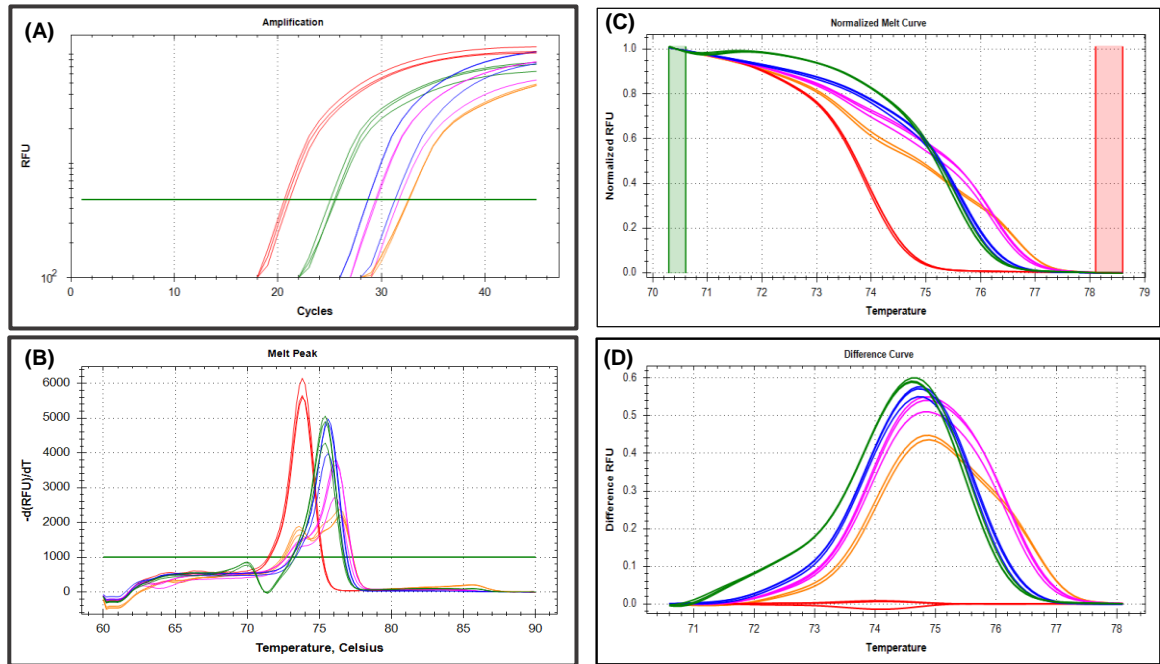 (A)
Amplification
RFU
10^2
0 10 20 30 40
Cycles
(B)
Melt Peak
-d(RFU)/dT
6000
5000
4000
3000
2000
1000
0
60 65 70 75 80 85 90
Temperature, Celsius
(C)
Normalized Melt Curve
Normalized RFU
1.0
0.8
0.6
0.4
0.2
0.0
70 71 72 73 74 75 76 77 78 79
Temperature
(D)
Difference Curve
Difference RFU
0.6
0.5
0.4
0.3
0.2
0.1
0.0
71 72 73 74 75 76 77 78
Temperature